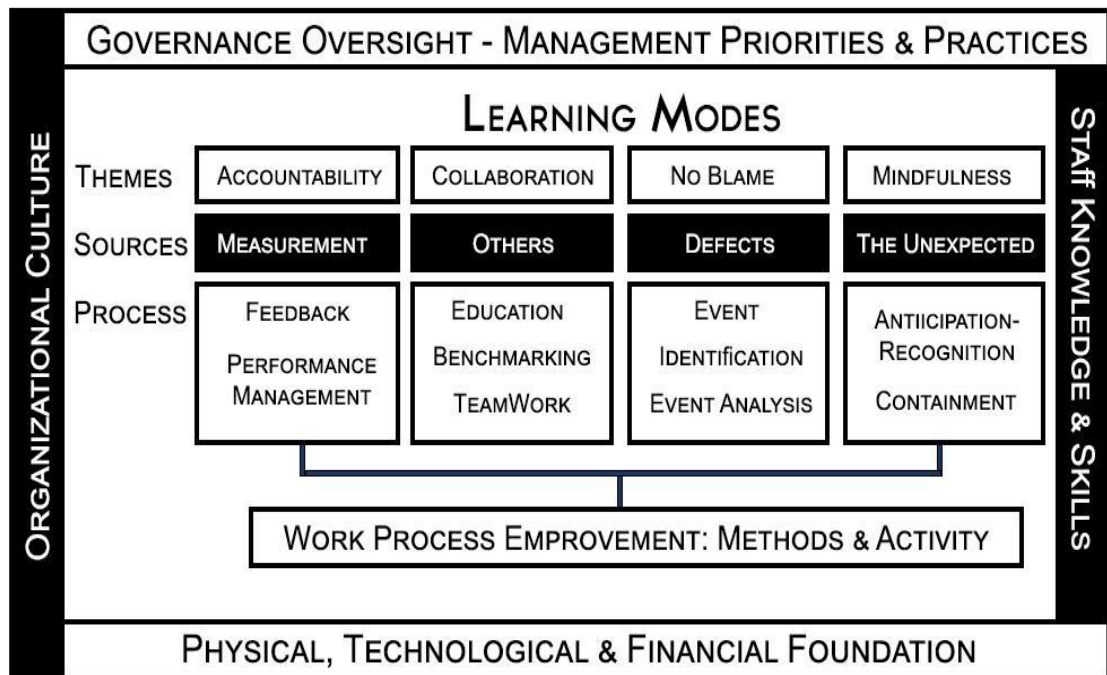 GOVERNANCE OVERSIGHT - MANAGEMENT PRIORITIES & PRACTICES
ORGANIZATIONAL CULTURE
LEARNING MODES
THEMES
ACCOUNTABILITY
COLLABORATION
NO BLAME
MINDFULNESS
SOURCES
MEASUREMENT
OTHERS
DEFECTS
THE UNEXPECTED
PROCESS
FEEDBACK
PERFORMANCE
MANAGEMENT
EDUCATION
BENCHMARKING
TEAMWORK
EVENT
IDENTIFICATION
EVENT ANALYSIS
ANTIICIPATION-
RECOGNITION
CONTAINMENT
WORK PROCESS EMPROVEMENT: METHODS & ACTIVITY
STAFF KNOWLEDGE & SKILLS
PHYSICAL, TECHNOLOGICAL & FINANCIAL FOUNDATION